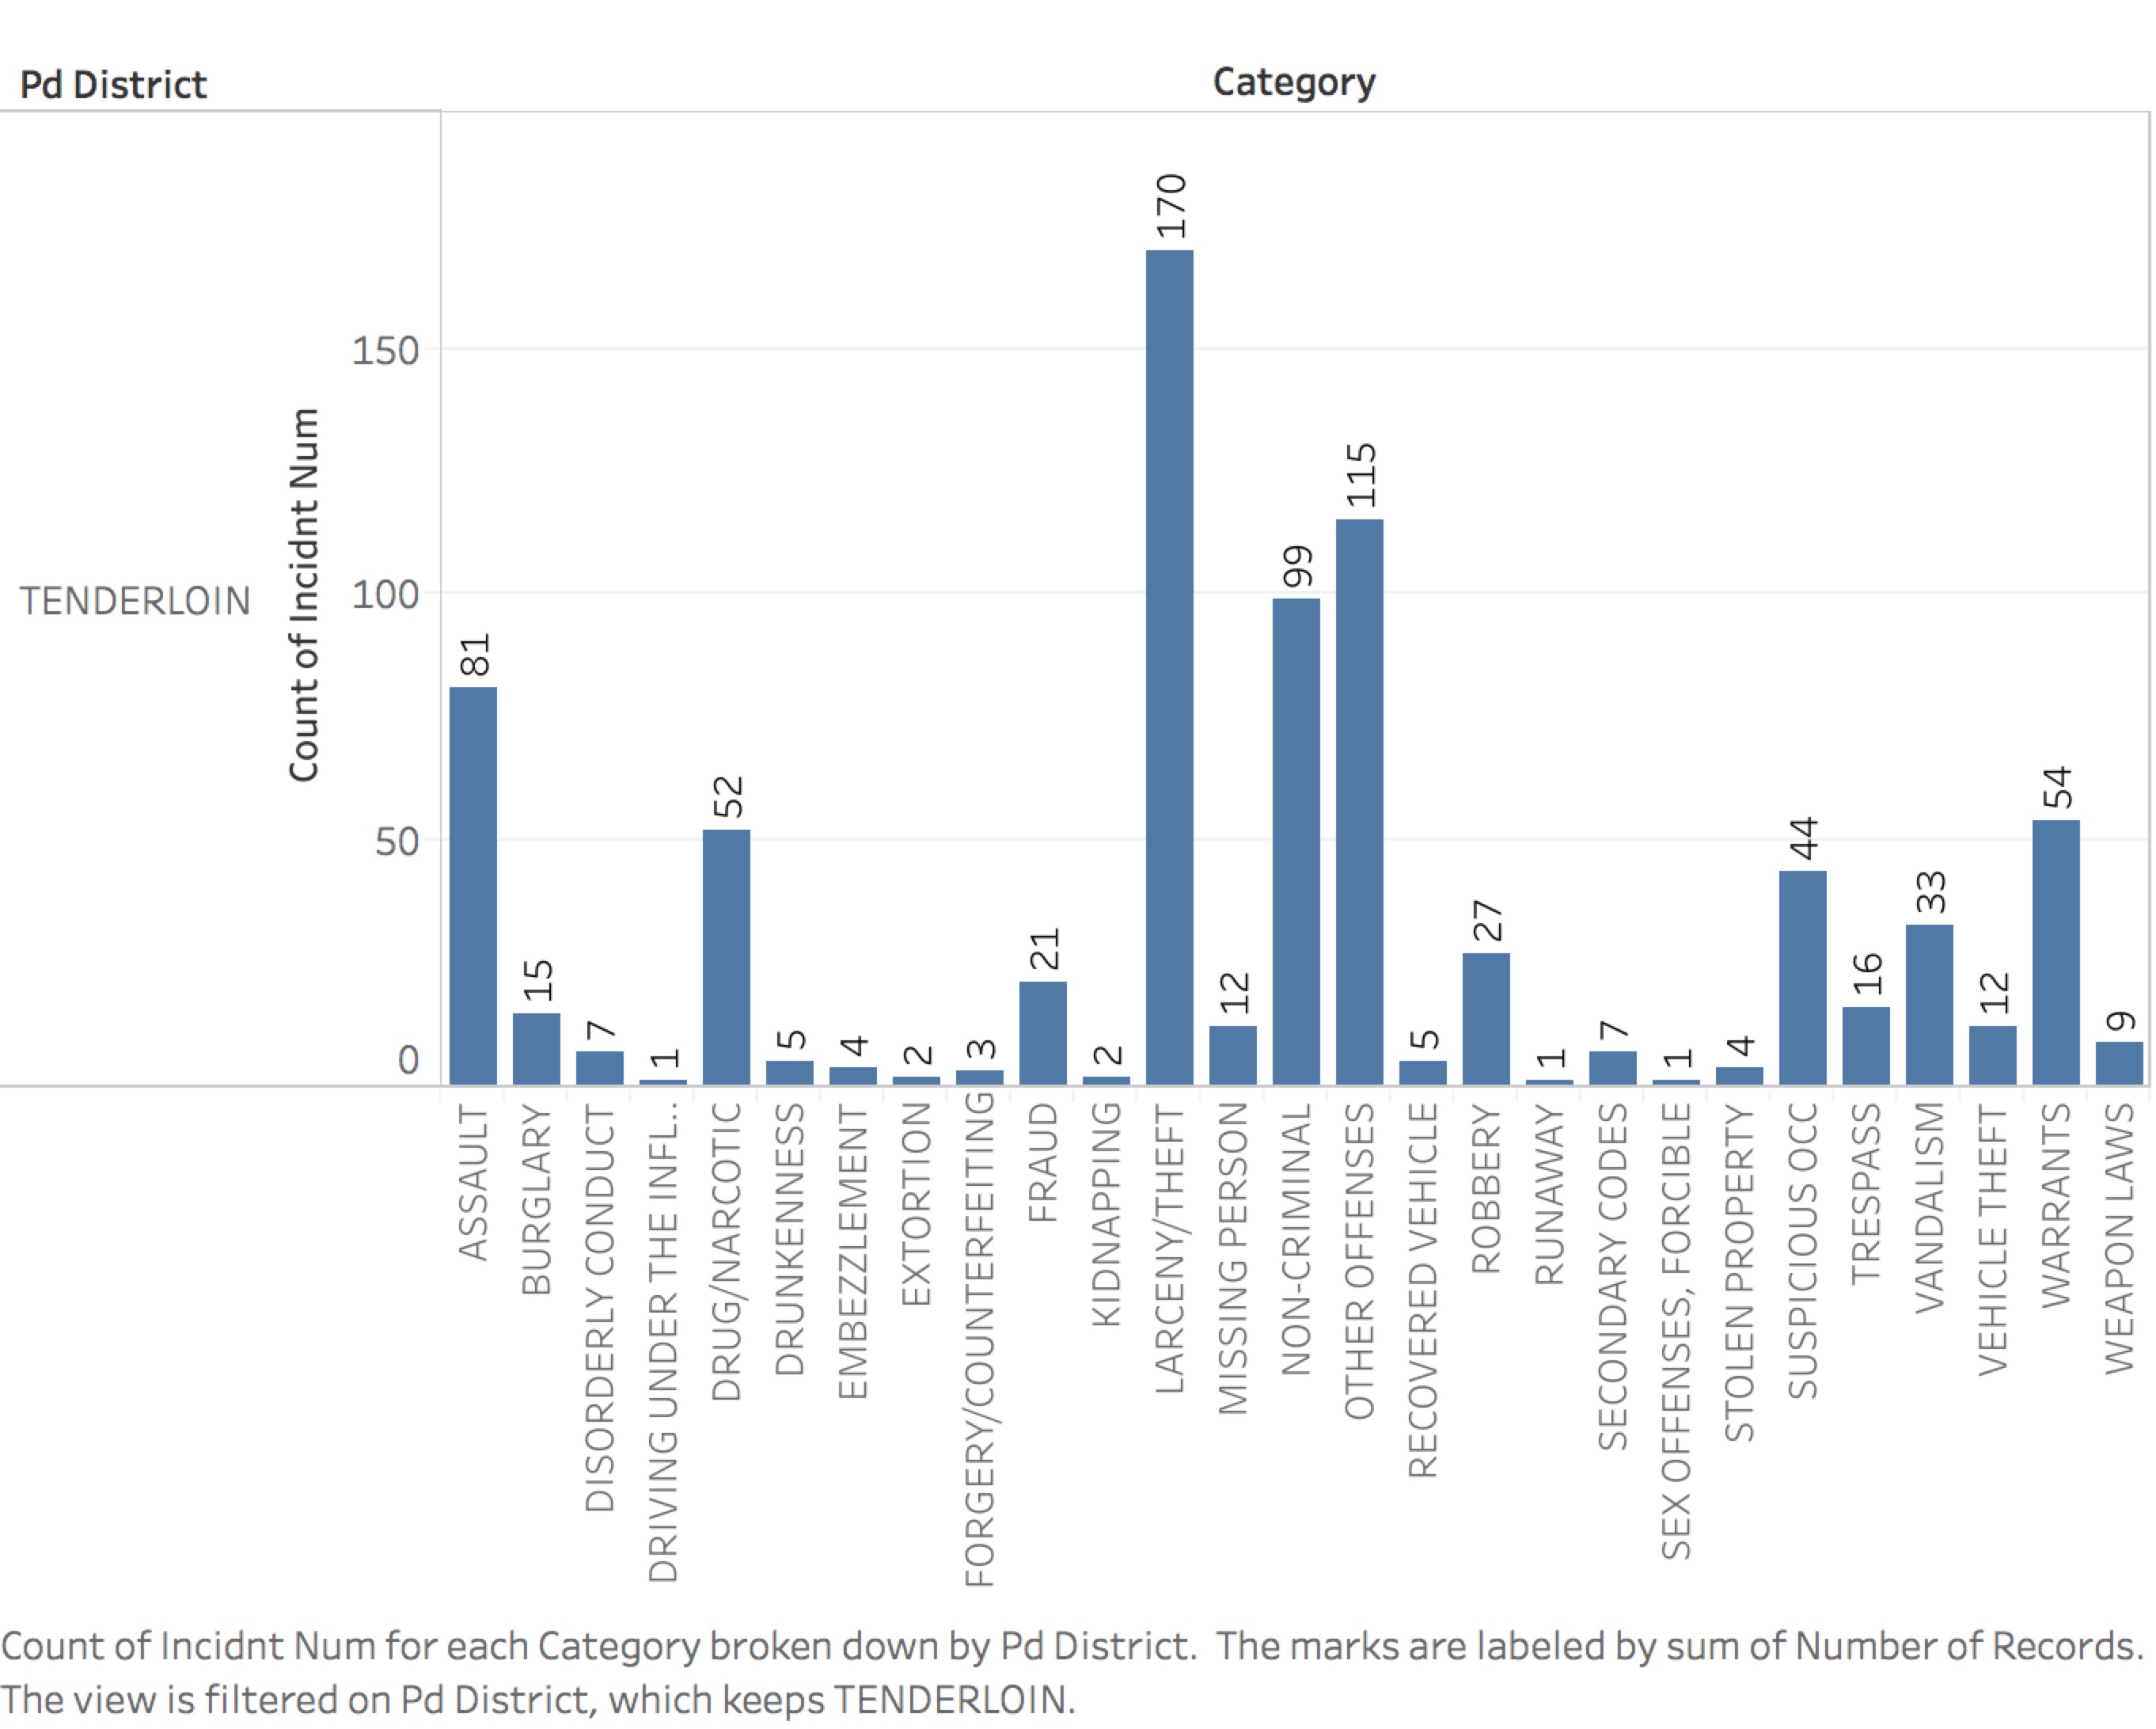 Pd District
Category
TENDERLOIN
Count of Incidnt Num
150
100
50
0
81
15
7
1
52
5
4
2
3
21
2
170
12
99
115
5
27
1
7
1
4
44
16
33
12
54
9
ASSAULT
BURGLARY
DISORDERLY CONDUCT
DRIVING UNDER THE INFL..
DRUG/NARCOTIC
DRUNKENNESS
EMBEZZLEMENT
EXTORTION
FORGERY/COUNTERFEITING
FRAUD
KIDNAPPING
LARCENY/THEFT
MISSING PERSON
NON-CRIMINAL
OTHER OFFENSES
RECOVERED VEHICLE
ROBBERY
RUNAWAY
SECONDARY CODES
SEX OFFENSES, FORCIBLE
STOLEN PROPERTY
SUSPICIOUS OCC
TRESPASS
VANDALISM
VEHICLE THEFT
WARRANTS
WEAPON LAWS
Count of Incidnt Num for each Category broken down by Pd District.  The marks are labeled by sum of Number of Records.
The view is filtered on Pd District, which keeps TENDERLOIN.